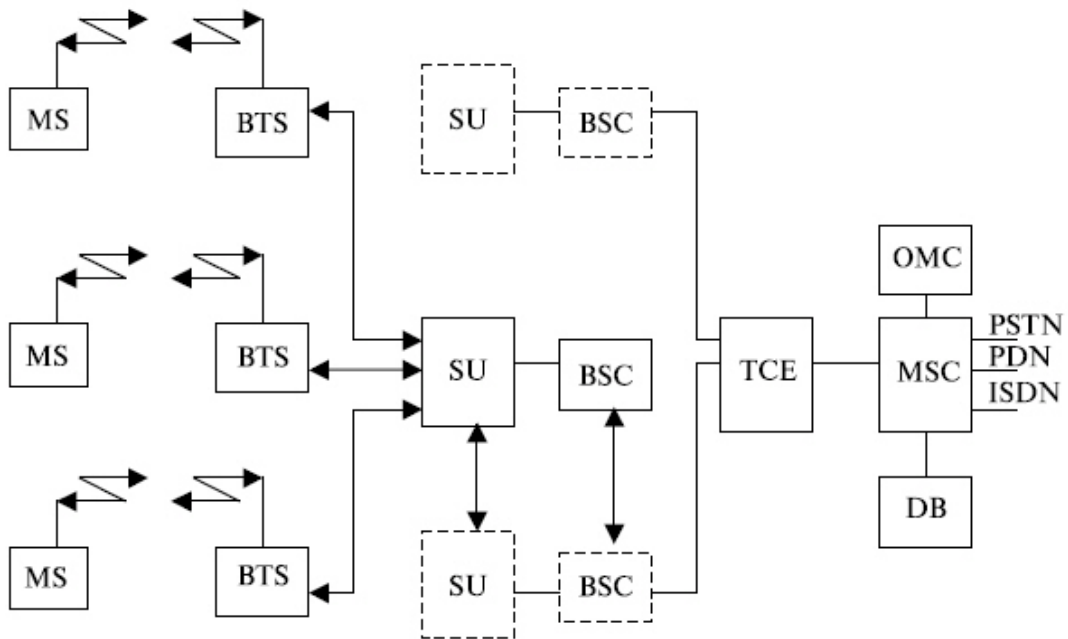 MS
BTS
SU
BSC
OMC
MS
BTS
SU
BSC
TCE
MSC
PSTN
PDN
ISDN
DB
MS
BTS
SU
BSC